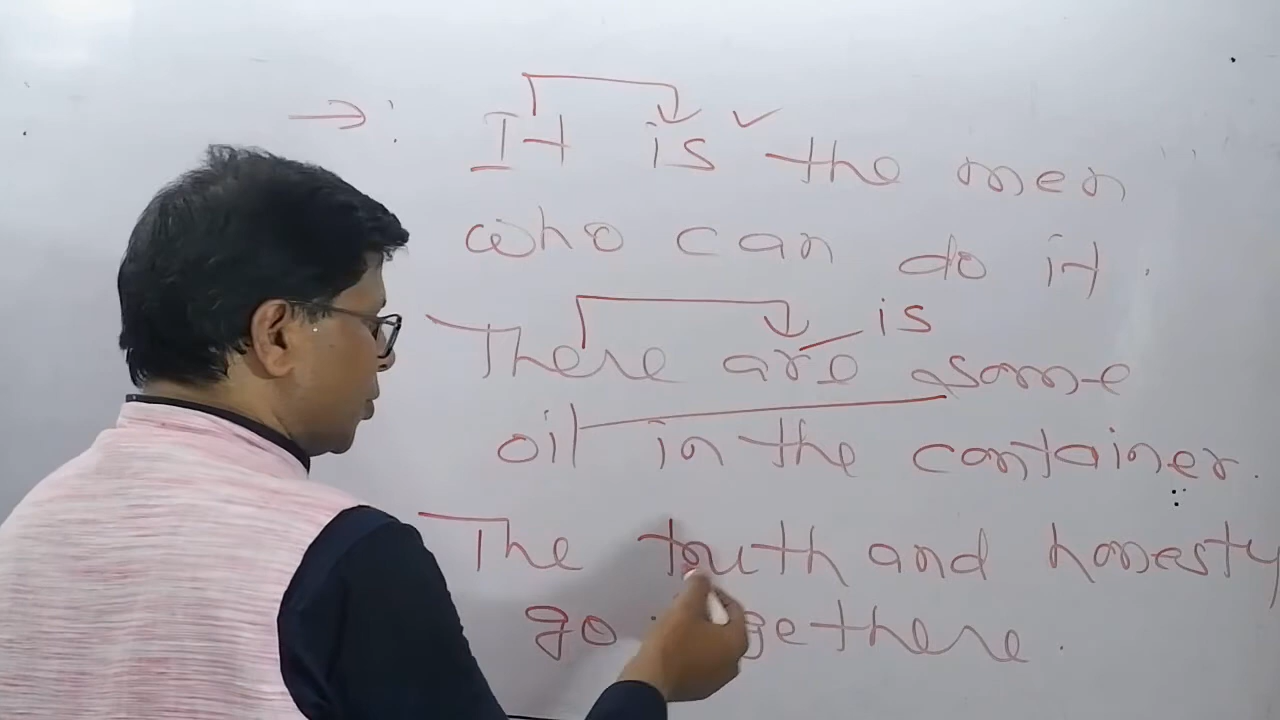 →: It is ✓ the men
who can do it.
There are is some
oil in the container.
The truth and honesty
go gethere.